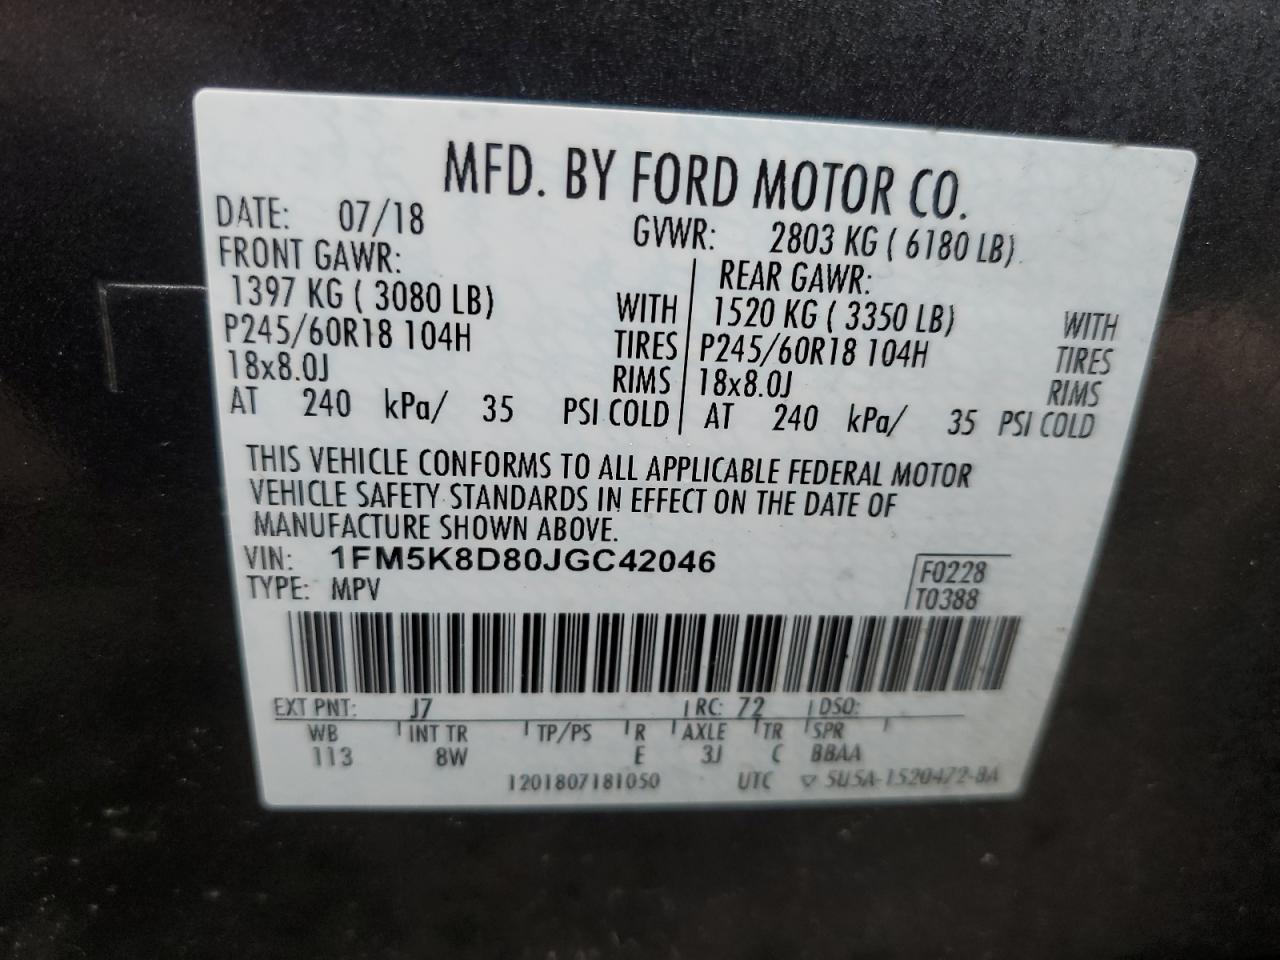 MFD. BY FORD MOTOR CO.
DATE: 07/18 GVWR: 2803 KG ( 6180 LB)
FRONT GAWR: REAR GAWR:
1397 KG ( 3080 LB) WITH 1520 KG ( 3350 LB) WITH
P245/60R18 104H TIRES P245/60R18 104H TIRES
18x8.0J RIMS 18x8.0J RIMS
AT 240 kPa/ 35 PSI COLD AT 240 kPa/ 35 PSI COLD
THIS VEHICLE CONFORMS TO ALL APPLICABLE FEDERAL MOTOR
VEHICLE SAFETY STANDARDS IN EFFECT ON THE DATE OF
MANUFACTURE SHOWN ABOVE.
VIN: 1FM5K8D80JGC42046 F0228
TYPE: MPV T0388
EXT PNT: J7 RC: 72 DSO:
WB INT TR TP/PS R AXLE TR SPR
113 8W E 3J C BBAA
1201807181050 UTC ▽ 5U5A-1520472-BA